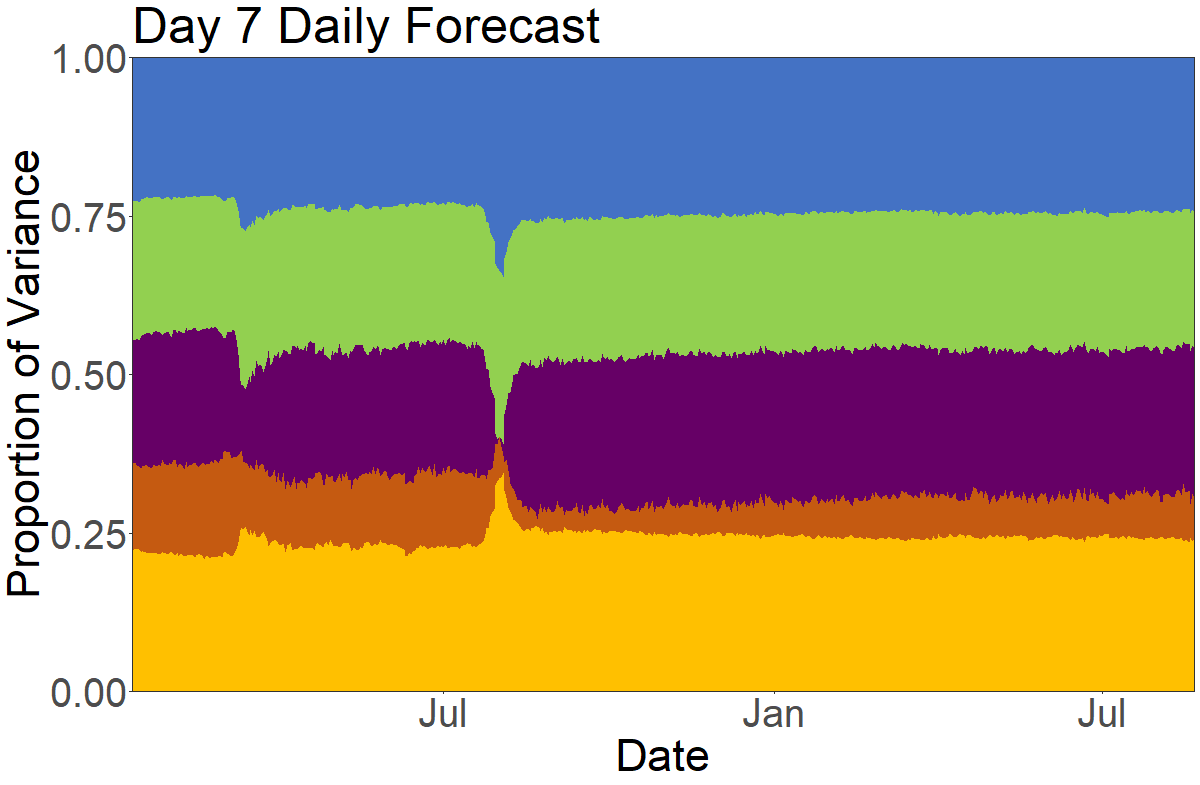 Day 7 Daily Forecast
1.00
0.75
0.50
0.25
0.00
Proportion of Variance
Jul
Jan
Jul
Date